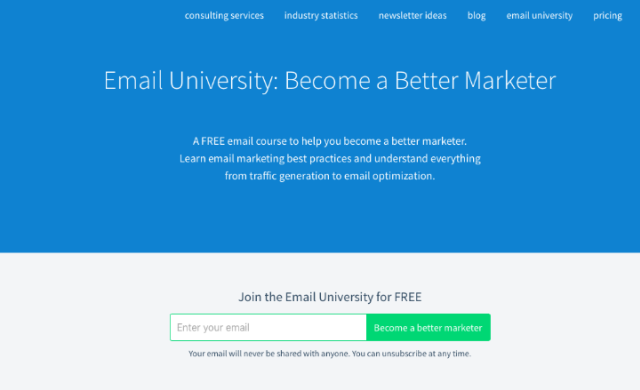 consulting services industry statistics newsletter ideas blog email university pricing
Email University: Become a Better Marketer
A FREE email course to help you become a better marketer.
Learn email marketing best practices and understand everything
from traffic generation to email optimization.
Join the Email University for FREE
Enter your email Become a better marketer
Your email will never be shared with anyone. You can unsubscribe at any time.